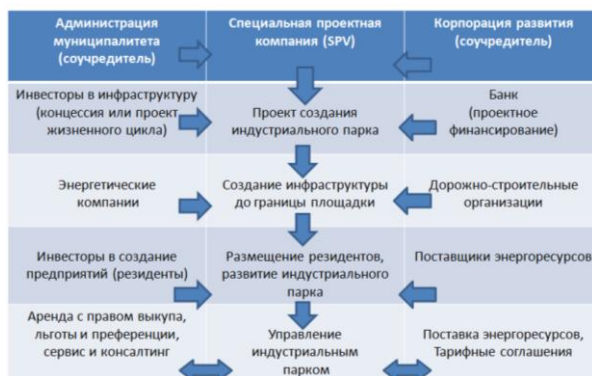 Администрация
муниципалитета
(соучредитель)
Специальная проектная
компания (SPV)
Корпорация развития
(соучредитель)
Инвесторы в инфраструктуру
(концессия или проект
жизненного цикла)
Проект создания
индустриального парка
Банк
(проектное
финансирование)
Энергетические
компании
Создание инфраструктуры
до границы площадки
Дорожно-строительные
организации
Инвесторы в создание
предприятий (резиденты)
Размещение резидентов,
развитие индустриального
парка
Поставщики энергоресурсов
Аренда с правом выкупа,
льготы и преференции,
сервис и консалтинг
Управление
индустриальным
парком
Поставка энергоресурсов,
Тарифные соглашения